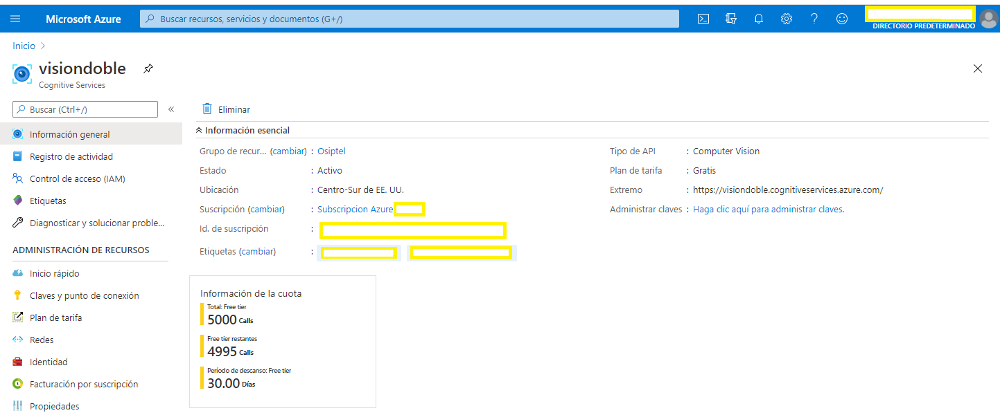 Microsoft Azure
Buscar recursos, servicios y documentos (G+/)
DIRECTORIO PREDETERMINADO
Inicio
visiondoble
Cognitive Services
Buscar (Ctrl+/)
Eliminar
Información general
Registro de actividad
Control de acceso (IAM)
Etiquetas
Diagnosticar y solucionar proble...
ADMINISTRACIÓN DE RECURSOS
Inicio rápido
Claves y punto de conexión
Plan de tarifa
Redes
Identidad
Facturación por suscripción
Propiedades
Información esencial
Grupo de recur... (cambiar) : Osiptel
Estado : Activo
Ubicación : Centro-Sur de EE. UU.
Suscripción (cambiar) : Subscripcion Azure
Id. de suscripción :
Etiquetas (cambiar) :
Tipo de API : Computer Vision
Plan de tarifa : Gratis
Extremo : https://visiondoble.cognitiveservices.azure.com/
Administrar claves : Haga clic aquí para administrar claves.
Información de la cuota
Total: Free tier
5000 Calls
Free tier restantes
4995 Calls
Período de descanso: Free tier
30.00 Días